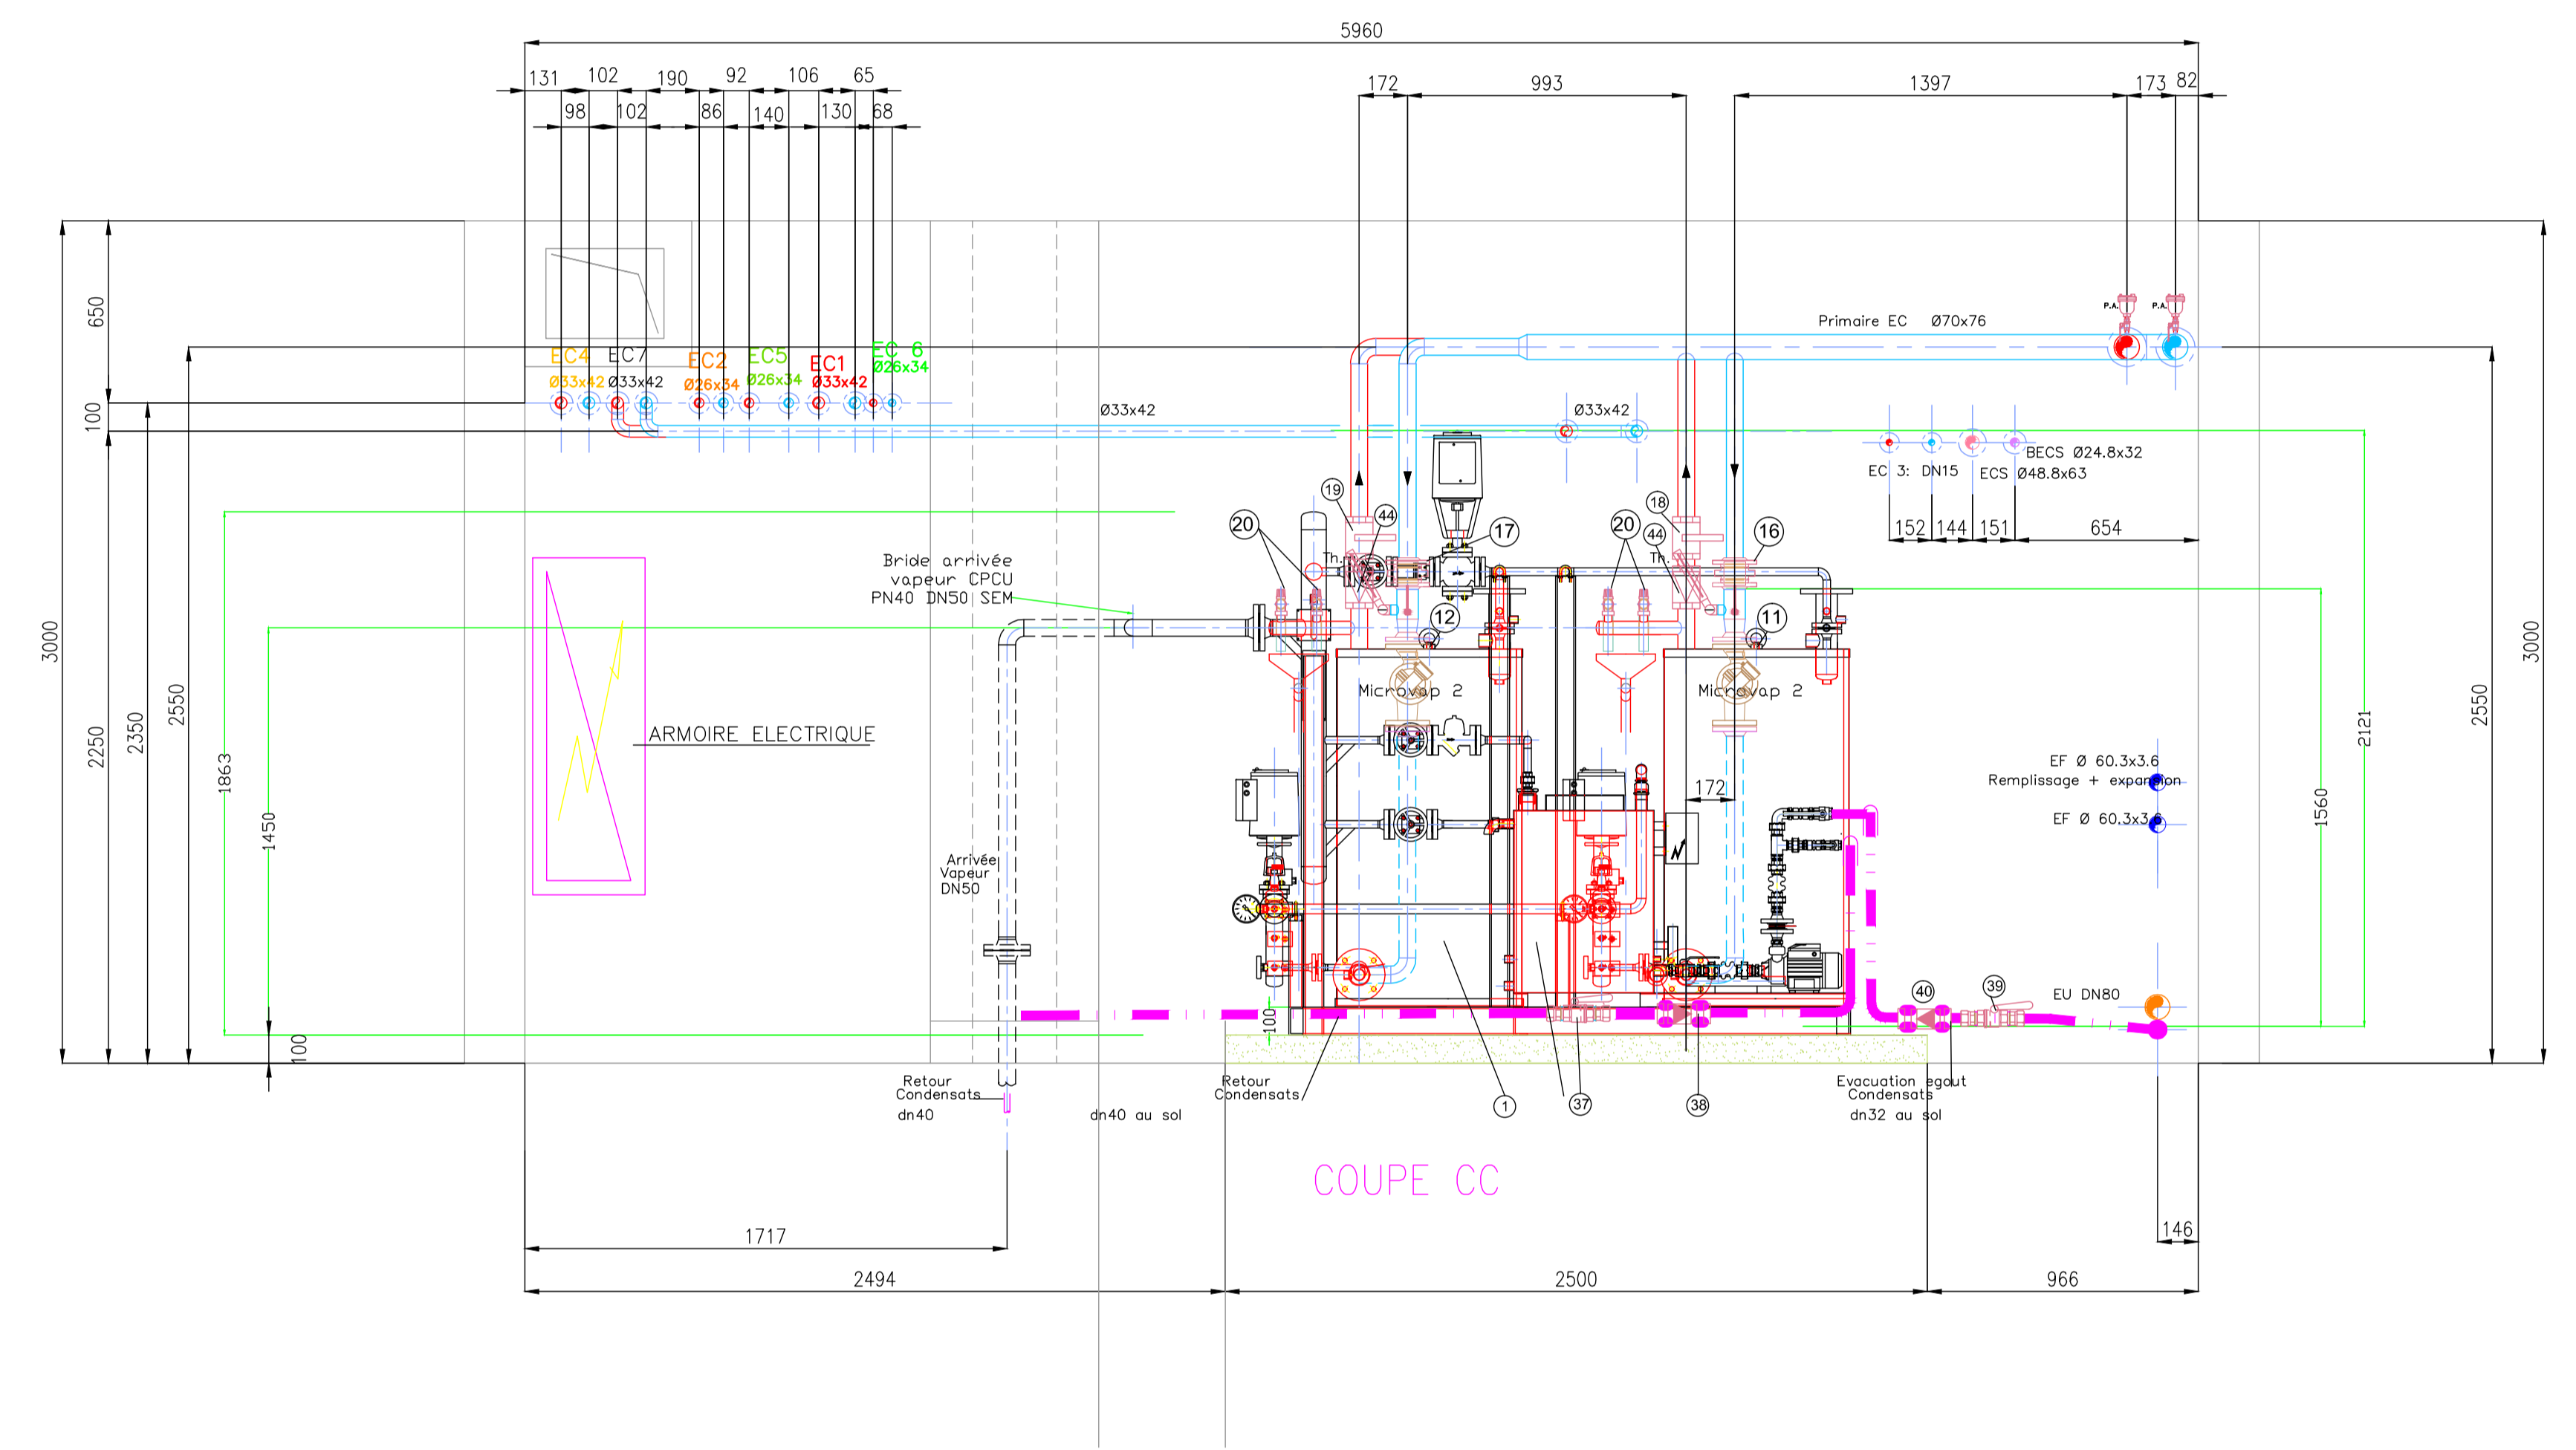 5960
131
102
190
92
106
65
172
993
1397
173
82
98
102
86
140
130
68
650
100
3000
2250
2350
2550
1863
1450
100
EC4
EC7
EC2
EC5
EC1
EC 6
Ø33x42
Ø33x42
Ø26x34
Ø26x34
Ø33x42
Ø26x34
Ø33x42
Ø33x42
Primaire EC Ø70x76
P.A.
P.A.
BECS Ø24.8x32
EC 3: DN15
ECS Ø48.8x63
152
144
151
654
19
44
20
17
Th.
12
18
44
20
16
Th.
11
Bride arrivée
vapeur CPCU
PN40 DN50 SEM
Microvap 2
Microvap 2
ARMOIRE ELECTRIQUE
172
Arrivée
Vapeur
DN50
EF Ø 60.3x3.6
Remplissage + expansion
EF Ø 60.3x3.6
EU DN80
2121
1560
2550
3000
40
39
100
Retour
Condensats
dn40
dn40 au sol
Retour
Condensats
1
37
38
Evacuation egout
Condensats
dn32 au sol
COUPE CC
1717
146
2494
2500
966